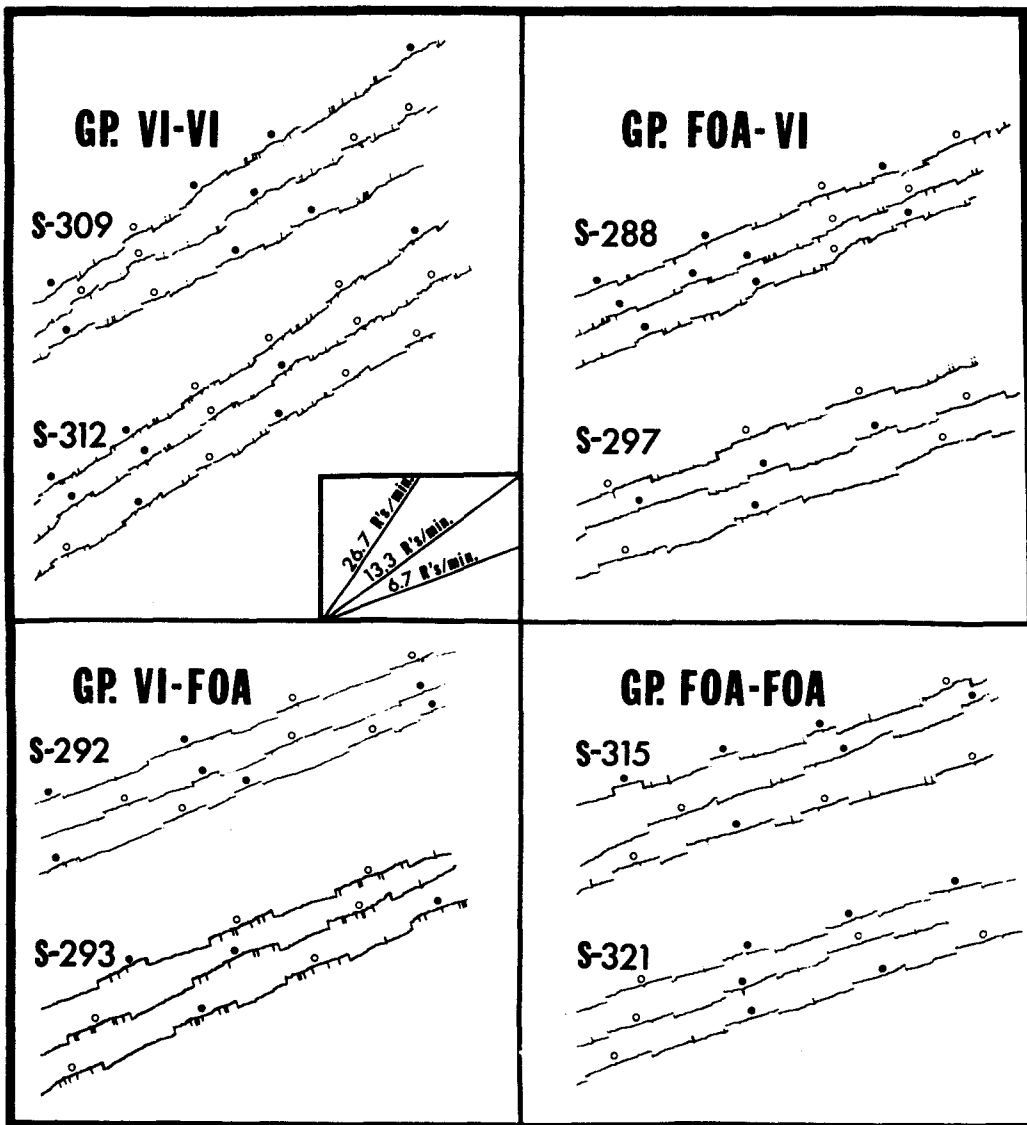 GP. VI-VI
S-309
S-312
26.7 R's/min.
13.3 R's/min.
6.7 R's/min.
GP. FOA-VI
S-288
S-297
GP. VI-FOA
S-292
S-293
GP. FOA-FOA
S-315
S-321